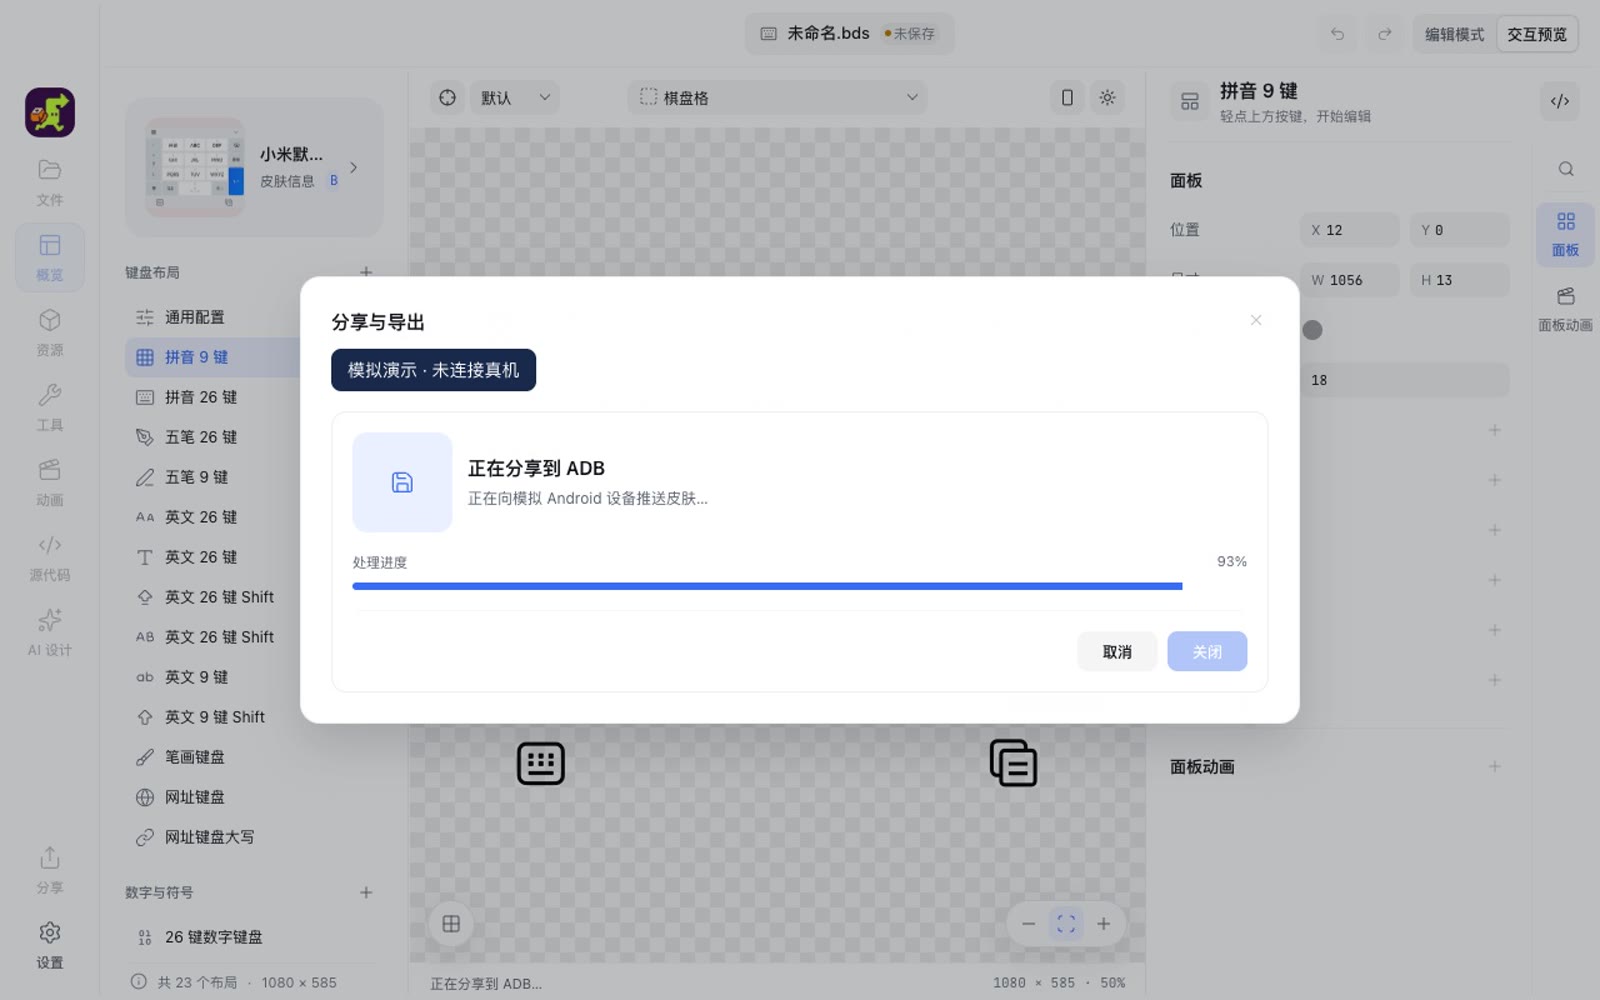 未命名.bds
未保存
编辑模式
交互预览
文件
概览
资源
工具
动画
源代码
AI 设计
分享
设置
小米默...
皮肤信息 B
键盘布局
通用配置
拼音 9 键
拼音 26 键
五笔 26 键
五笔 9 键
英文 26 键
英文 26 键
英文 26 键 Shift
英文 26 键 Shift
英文 9 键
英文 9 键 Shift
笔画键盘
网址键盘
网址键盘大写
数字与符号
26 键数字键盘
共 23 个布局 · 1080 × 585
默认
棋盘格
分享与导出
模拟演示 · 未连接真机
正在分享到 ADB
正在向模拟 Android 设备推送皮肤...
处理进度
93%
取消
关闭
正在分享到 ADB...
1080 × 585 · 50%
拼音 9 键
轻点上方按键，开始编辑
面板
位置
X 12
Y 0
W 1056
H 13
18
面板动画
面板
面板动画